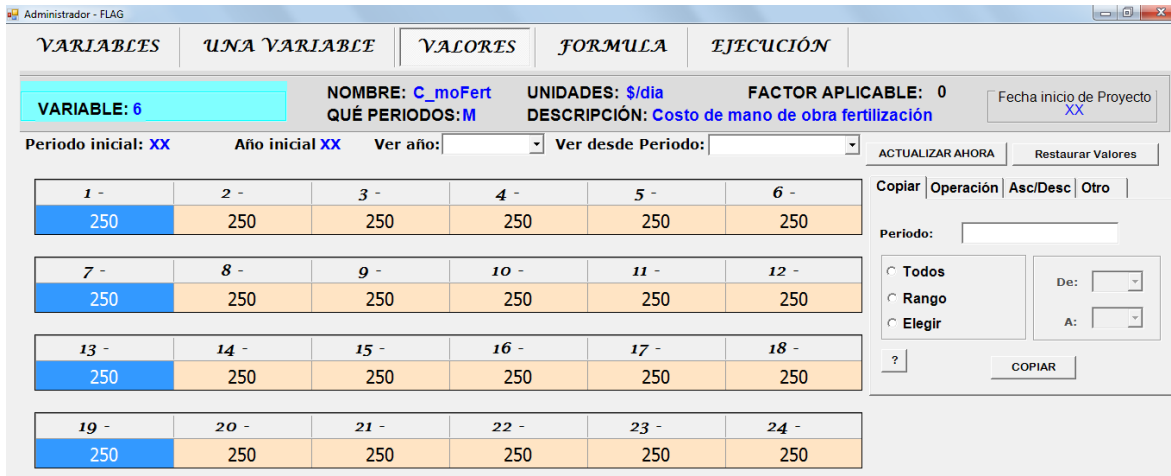 Administrador - FLAG
VARIABLES UNA VARIABLE VALORES FORMULA EJECUCIÓN
VARIABLE: 6
NOMBRE: C_moFert UNIDADES: $/dia FACTOR APLICABLE: 0
QUÉ PERIODOS: M DESCRIPCIÓN: Costo de mano de obra fertilización
Fecha inicio de Proyecto
XX
Periodo inicial: XX Año inicial XX Ver año: Ver desde Periodo:
ACTUALIZAR AHORA Restaurar Valores
1 - 2 - 3 - 4 - 5 - 6 -
250 250 250 250 250 250
7 - 8 - 9 - 10 - 11 - 12 -
250 250 250 250 250 250
13 - 14 - 15 - 16 - 17 - 18 -
250 250 250 250 250 250
19 - 20 - 21 - 22 - 23 - 24 -
250 250 250 250 250 250
Copiar Operación Asc/Desc Otro
Periodo:
Todos
Rango
Elegir
De:
A:
? COPIAR